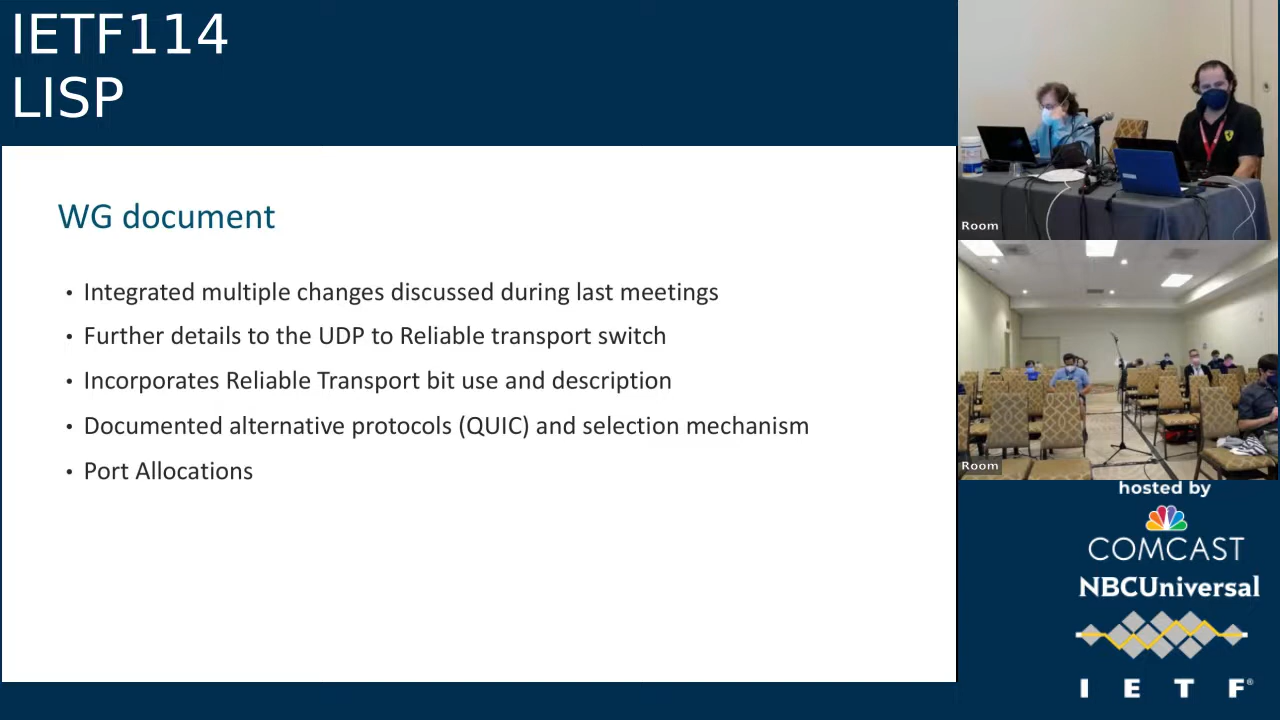 IETF114
LISP
WG document
• Integrated multiple changes discussed during last meetings
• Further details to the UDP to Reliable transport switch
• Incorporates Reliable Transport bit use and description
• Documented alternative protocols (QUIC) and selection mechanism
• Port Allocations
Room
Room
hosted by
COMCAST
NBCUniversal
I E T F®